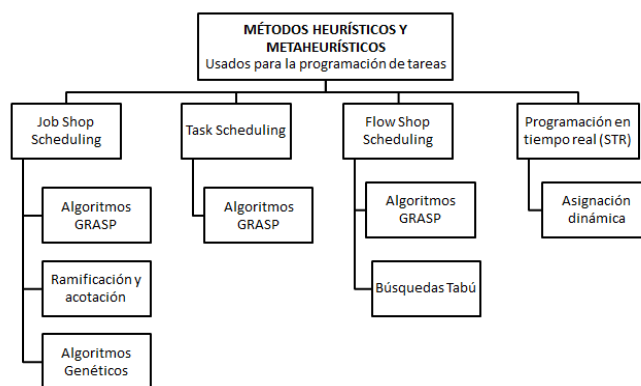 MÉTODOS HEURÍSTICOS Y
METAHEURÍSTICOS
Usados para la programación de tareas
Job Shop
Scheduling
Task Scheduling
Flow Shop
Scheduling
Programación en
tiempo real (STR)
Algoritmos
GRASP
Algoritmos
GRASP
Algoritmos
GRASP
Asignación
dinámica
Ramificación y
acotación
Búsquedas Tabú
Algoritmos
Genéticos